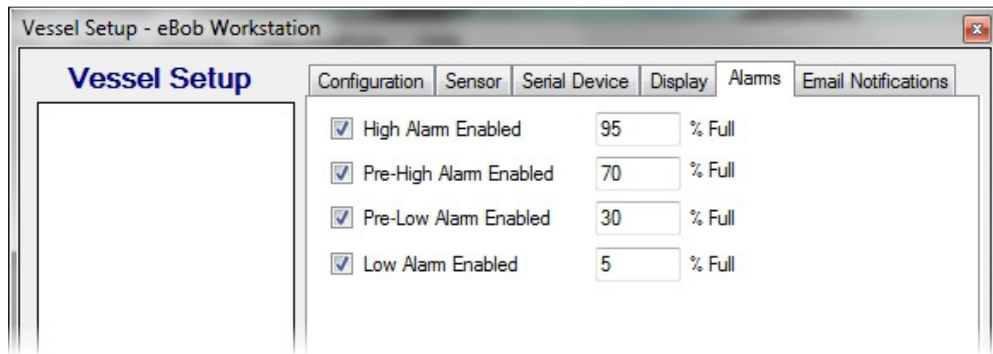 Vessel Setup - eBob Workstation
Vessel Setup
Configuration Sensor Serial Device Display Alarms Email Notifications
High Alarm Enabled 95 % Full
Pre-High Alarm Enabled 70 % Full
Pre-Low Alarm Enabled 30 % Full
Low Alarm Enabled 5 % Full